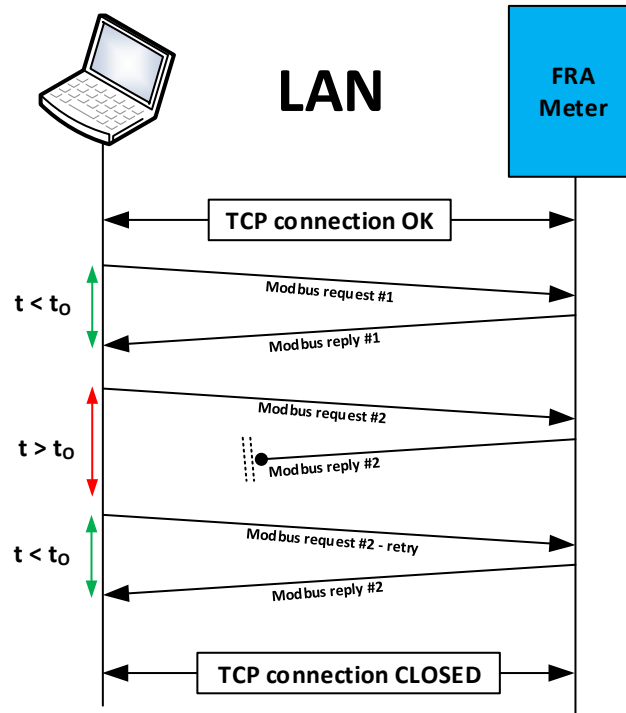 LAN
FRA
Meter
TCP connection OK
Modbus request #1
t < tO
Modbus reply #1
Modbus request #2
t > tO
Modbus reply #2
Modbus request #2 - retry
t < tO
Modbus reply #2
TCP connection CLOSED